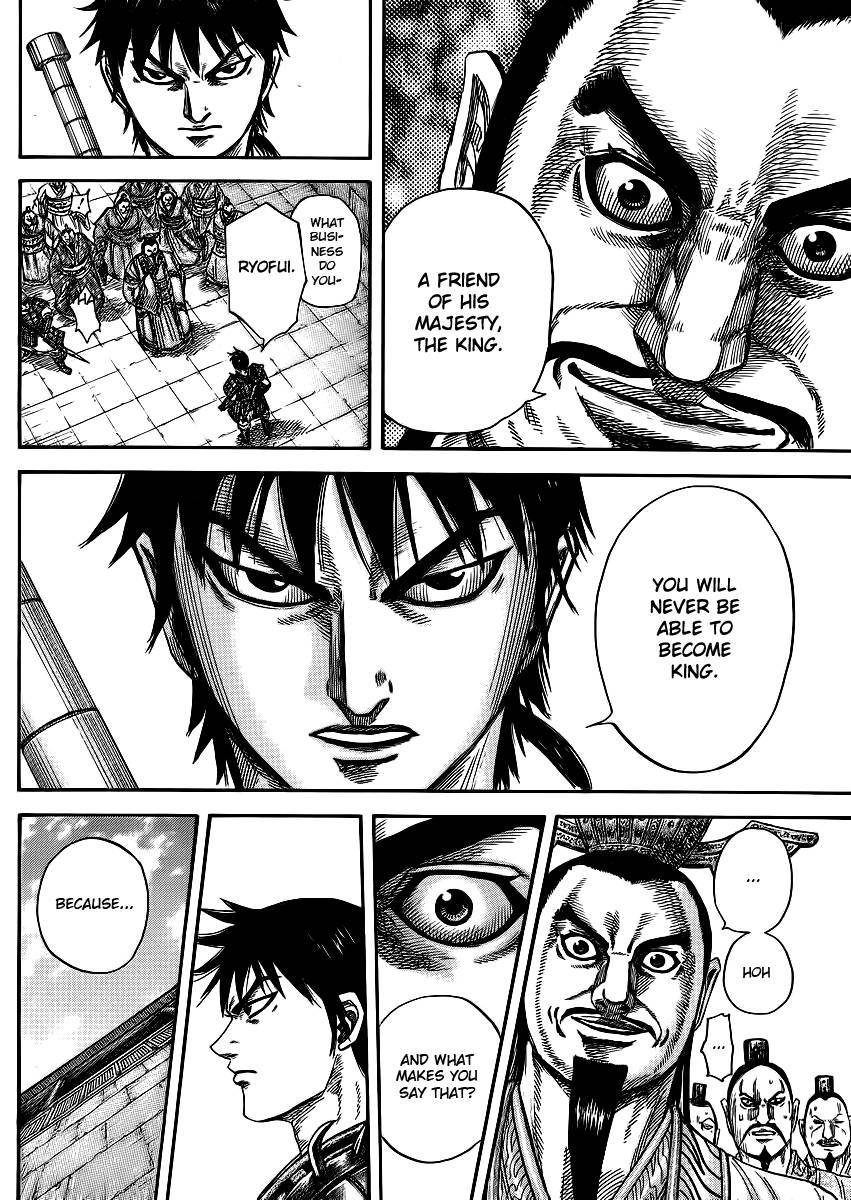 A FRIEND
OF HIS
MAJESTY,
THE KING.
WHAT
BUSI-
NESS
DO
YOU-
RYOFUI.
HA
YOU WILL
NEVER BE
ABLE TO
BECOME
KING.
...
HOH
...
AND WHAT
MAKES YOU
SAY THAT?
BECAUSE...